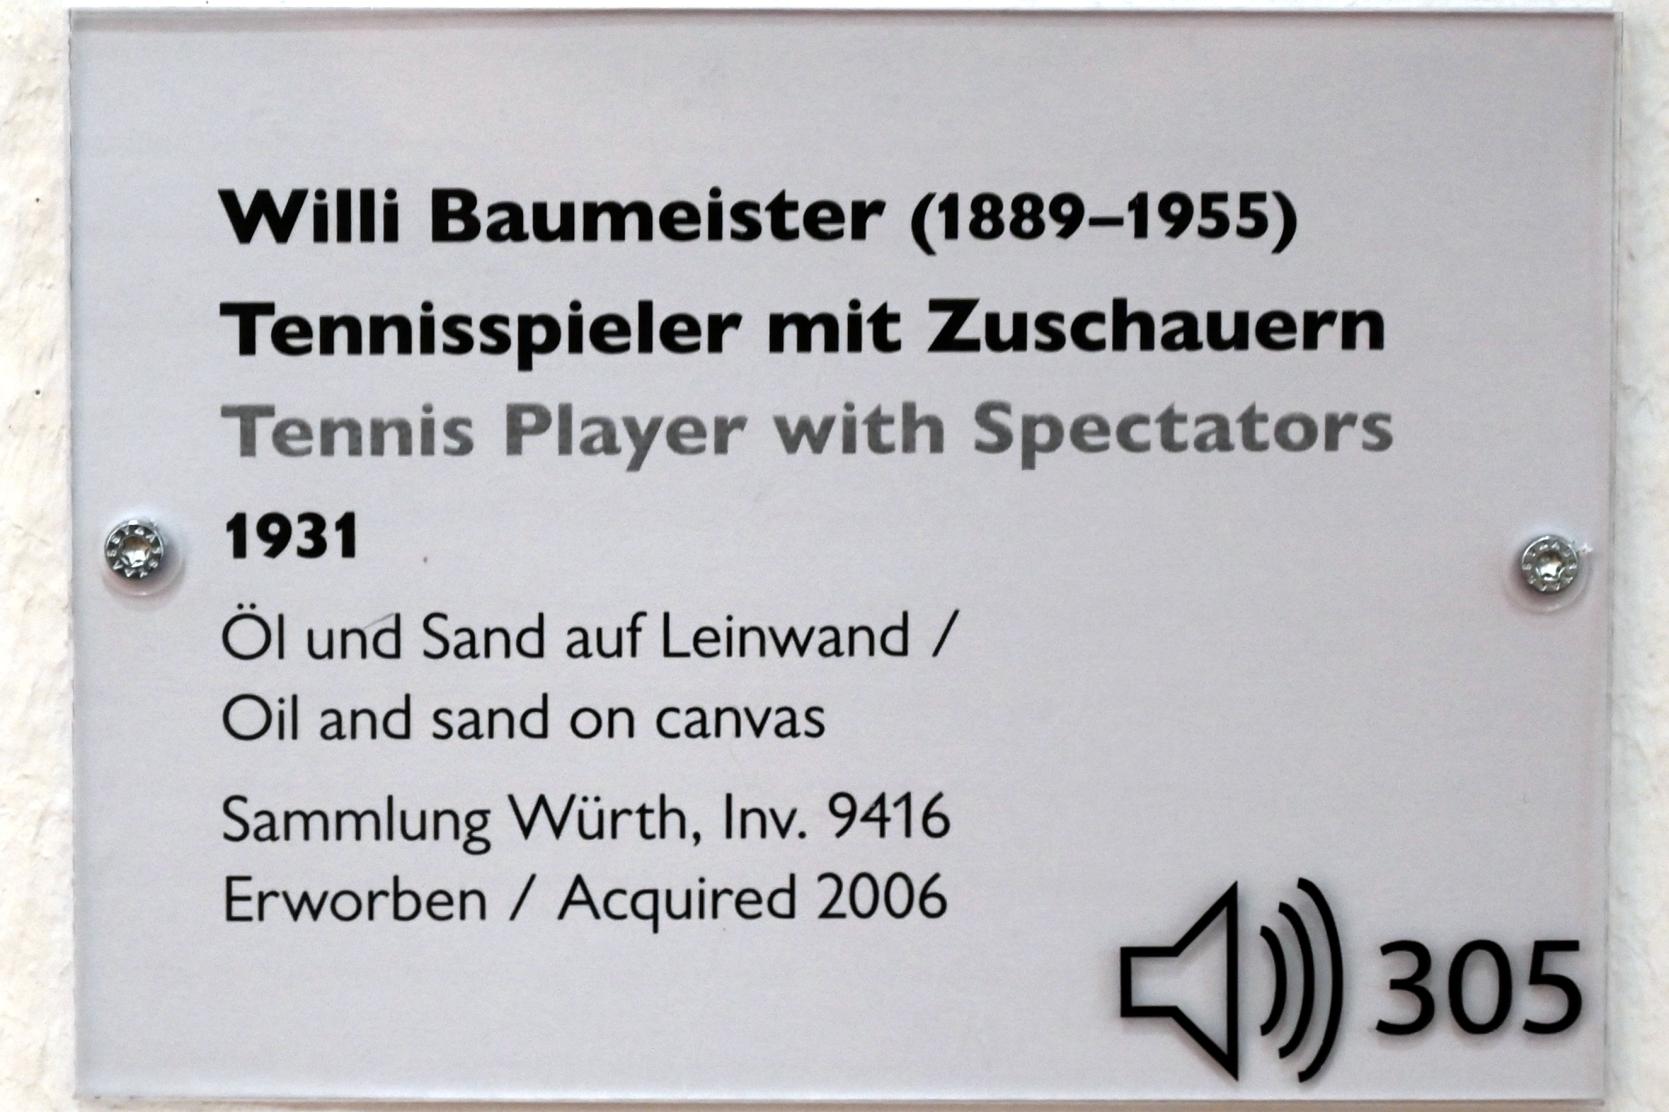 Willi Baumeister (1889–1955)
Tennisspieler mit Zuschauern
Tennis Player with Spectators
1931
Öl und Sand auf Leinwand /
Oil and sand on canvas
Sammlung Würth, Inv. 9416
Erworben / Acquired 2006
305